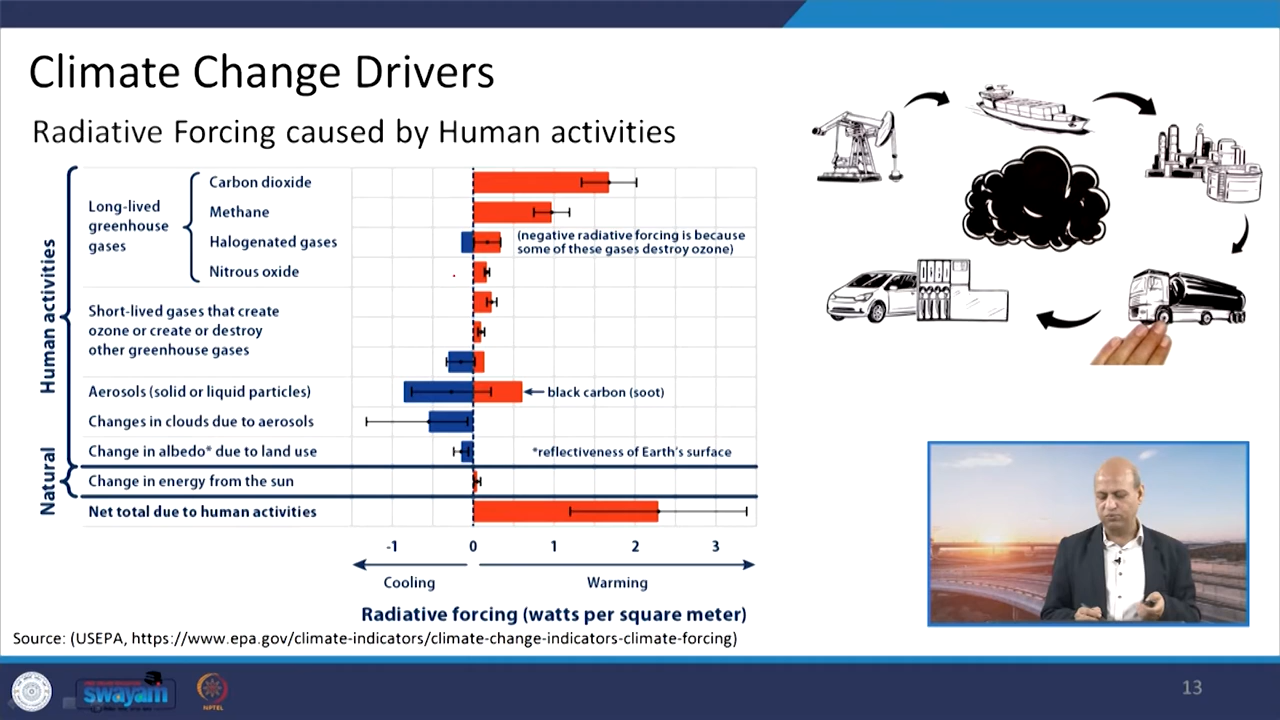 Climate Change Drivers
Radiative Forcing caused by Human activities
Human activities
Natural
Long-lived
greenhouse
gases
Carbon dioxide
Methane
Halogenated gases
(negative radiative forcing is because
some of these gases destroy ozone)
Nitrous oxide
Short-lived gases that create
ozone or create or destroy
other greenhouse gases
Aerosols (solid or liquid particles)
black carbon (soot)
Changes in clouds due to aerosols
Change in albedo* due to land use
*reflectiveness of Earth's surface
Change in energy from the sun
Net total due to human activities
-1 0 1 2 3
Cooling Warming
Radiative forcing (watts per square meter)
Source: (USEPA, https://www.epa.gov/climate-indicators/climate-change-indicators-climate-forcing)
swayam
NPTEL
13